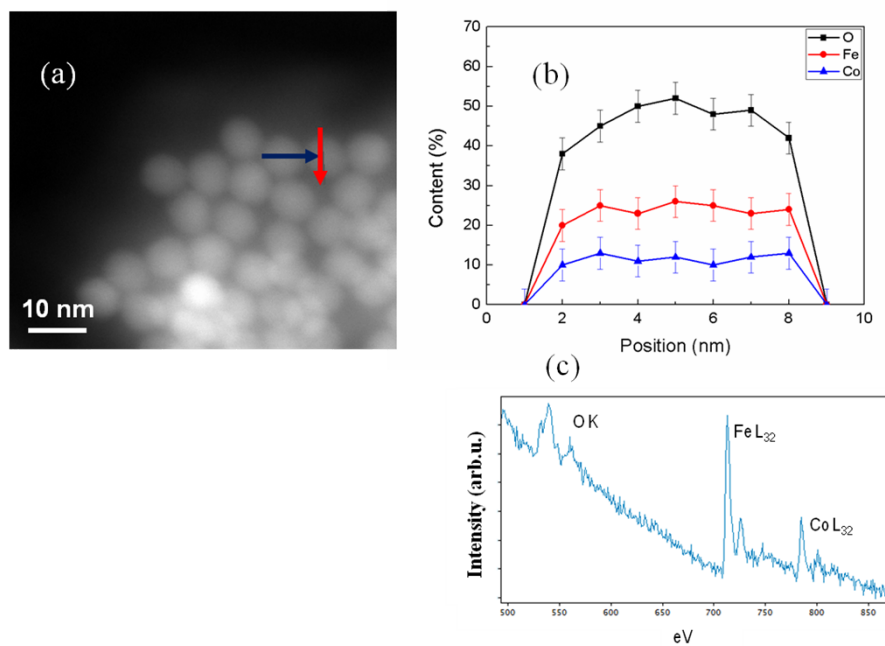 (a)
10 nm
(b)
O
Fe
Co
Content (%)
70
60
50
40
30
20
10
0
0 2 4 6 8 10
Position (nm)
(c)
Intensity (arb.u.)
O K
Fe L32
Co L32
500 550 600 650 700 750 800 850
eV